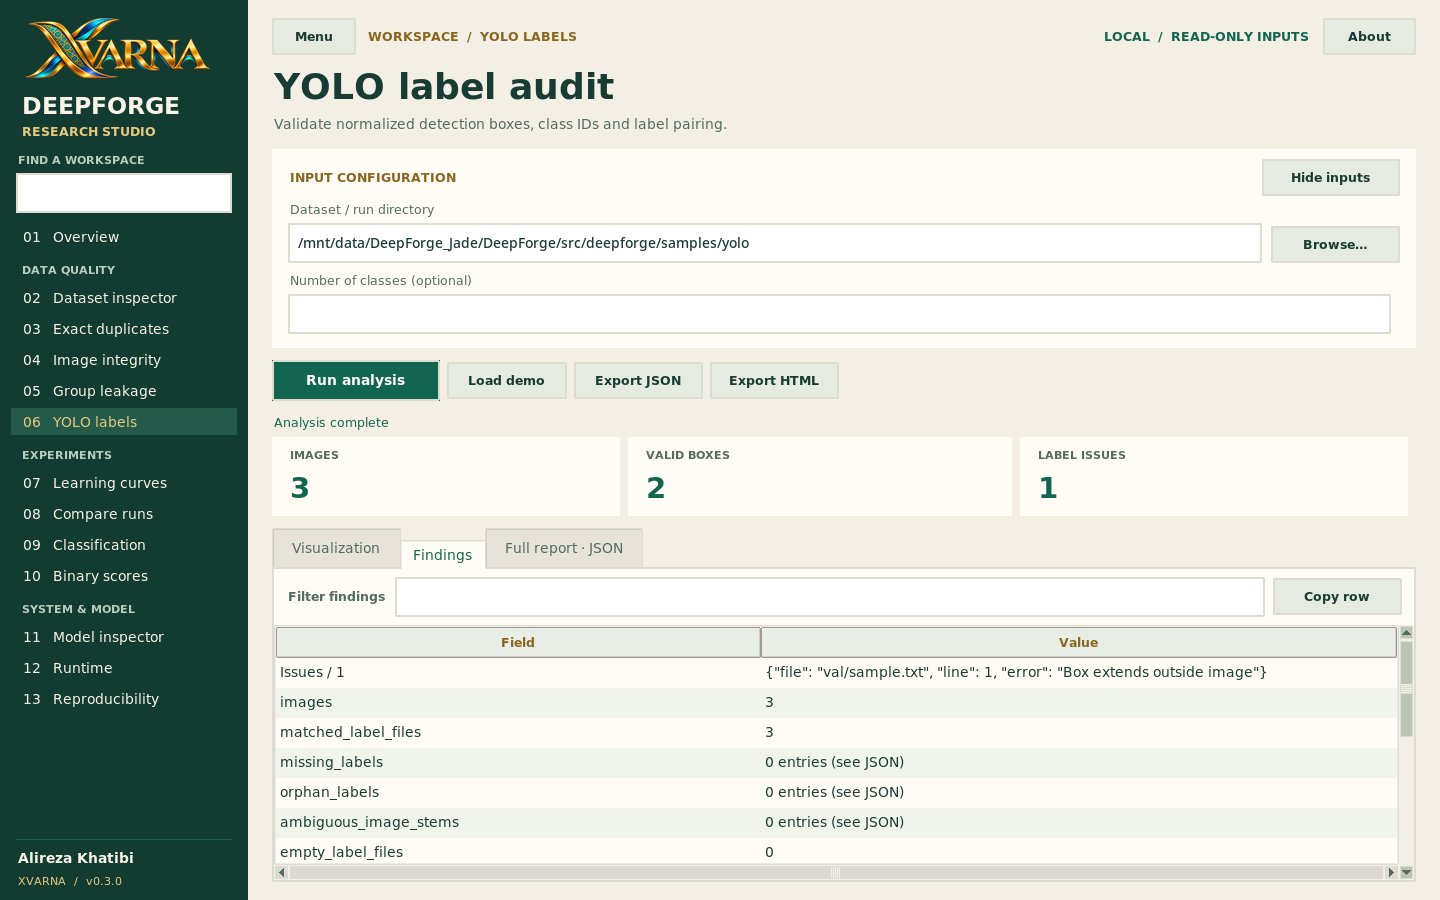 XVARNA
DEEPFORGE
RESEARCH STUDIO
FIND A WORKSPACE
01 Overview
DATA QUALITY
02 Dataset inspector
03 Exact duplicates
04 Image integrity
05 Group leakage
06 YOLO labels
EXPERIMENTS
07 Learning curves
08 Compare runs
09 Classification
10 Binary scores
SYSTEM & MODEL
11 Model inspector
12 Runtime
13 Reproducibility
Alireza Khatibi
XVARNA / v0.3.0
Menu
WORKSPACE / YOLO LABELS
LOCAL / READ-ONLY INPUTS
About
YOLO label audit
Validate normalized detection boxes, class IDs and label pairing.
INPUT CONFIGURATION
Hide inputs
Dataset / run directory
/mnt/data/DeepForge_Jade/DeepForge/src/deepforge/samples/yolo
Browse...
Number of classes (optional)
Run analysis
Load demo
Export JSON
Export HTML
Analysis complete
IMAGES
3
VALID BOXES
2
LABEL ISSUES
1
Visualization
Findings
Full report · JSON
Filter findings
Copy row
Field Value
Issues / 1 {"file": "val/sample.txt", "line": 1, "error": "Box extends outside image"}
images 3
matched_label_files 3
missing_labels 0 entries (see JSON)
orphan_labels 0 entries (see JSON)
ambiguous_image_stems 0 entries (see JSON)
empty_label_files 0